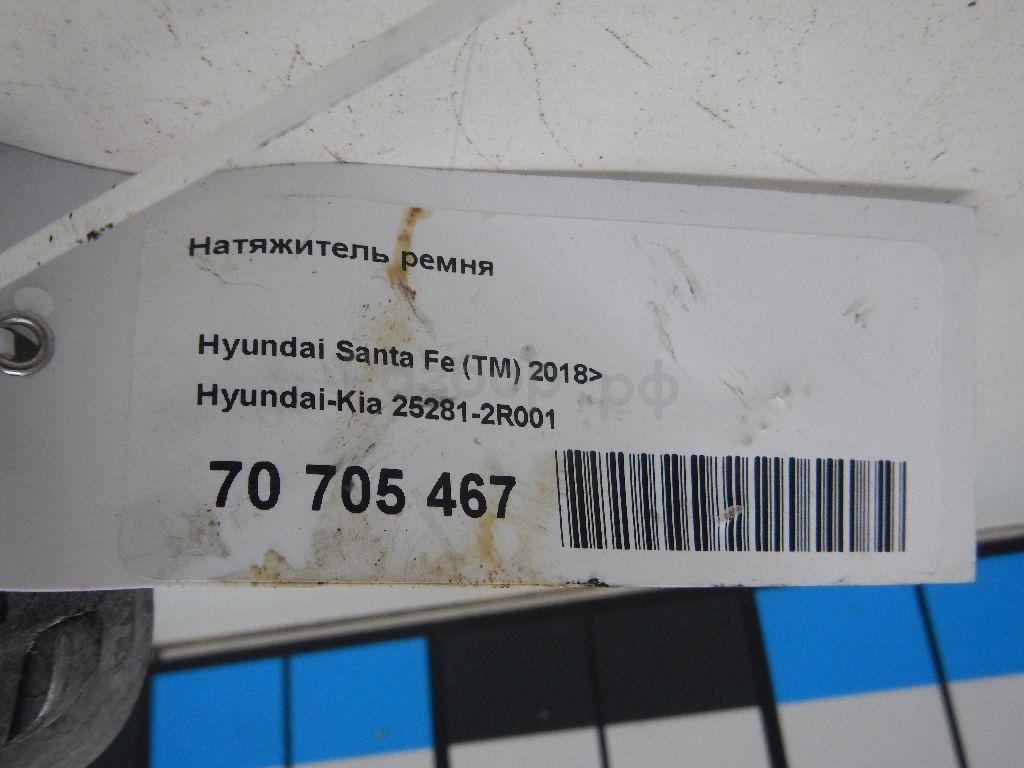 Натяжитель ремня
Hyundai Santa Fe (TM) 2018>
Hyundai-Kia 25281-2R001
70 705 467